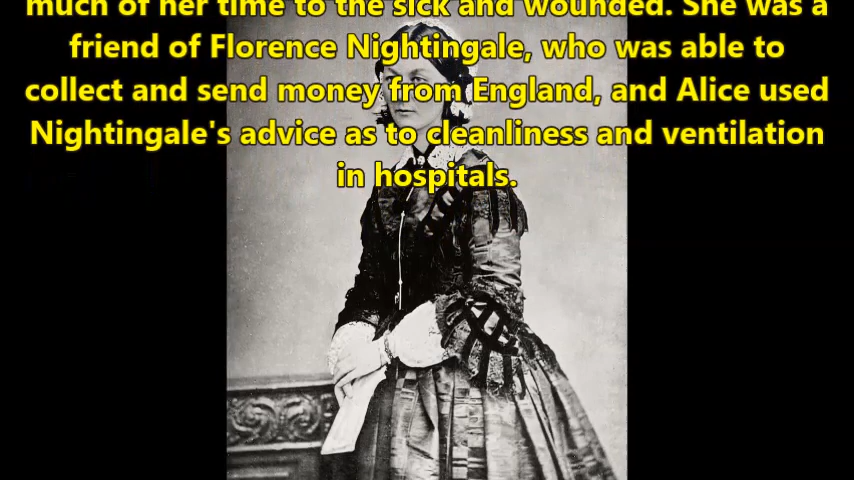 much of her time to the sick and wounded. She was a
friend of Florence Nightingale, who was able to
collect and send money from England, and Alice used
Nightingale's advice as to cleanliness and ventilation
in hospitals.